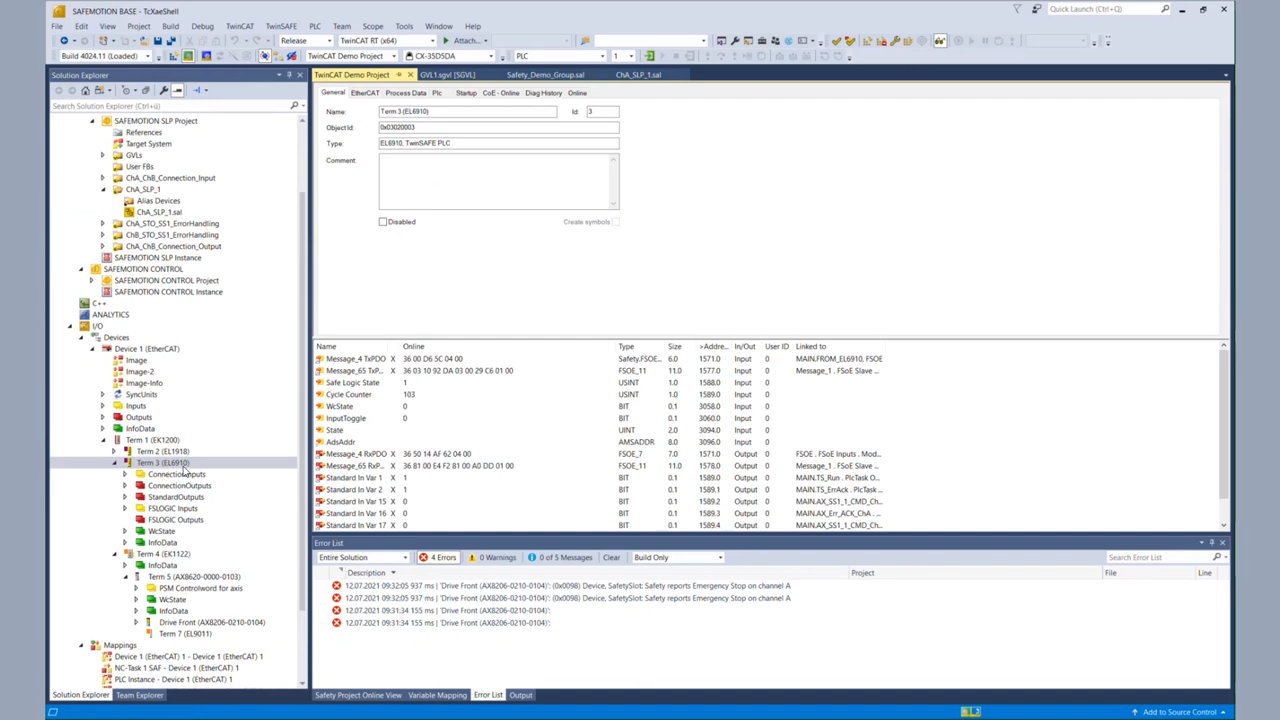 SAFEMOTION BASE - TcXaeShell
Quick Launch (Ctrl+Q)
File Edit View Project Build Debug TwinCAT TwinSAFE PLC Team Scope Tools Window Help
Release TwinCAT RT (x64) Attach...
Build 4024.11 (Loaded) TwinCAT Demo Project CX-35D5DA PLC 1
Solution Explorer
Search Solution Explorer (Ctrl+ü)
SAFEMOTION SLP Project
References
Target System
GVLs
User FBs
ChA_ChB_Connection_Input
ChA_SLP_1
Alias Devices
ChA_SLP_1.sal
ChA_STO_SS1_ErrorHandling
ChB_STO_SS1_ErrorHandling
ChA_ChB_Connection_Output
SAFEMOTION SLP Instance
SAFEMOTION CONTROL
SAFEMOTION CONTROL Project
SAFEMOTION CONTROL Instance
C++
ANALYTICS
I/O
Devices
Device 1 (EtherCAT)
Image
Image-2
Image-Info
SyncUnits
Inputs
Outputs
InfoData
Term 1 (EK1200)
Term 2 (EL1918)
Term 3 (EL6910)
ConnectionInputs
ConnectionOutputs
StandardOutputs
FSLOGIC Inputs
FSLOGIC Outputs
WcState
InfoData
Term 4 (EK1122)
InfoData
Term 5 (AX8620-0000-0103)
PSM Controlword for axis
WcState
InfoData
Drive Front (AX8206-0210-0104)
Term 7 (EL9011)
Mappings
Device 1 (EtherCAT) - Device 1 (EtherCAT) 1
NC-Task 1 SAF - Device 1 (EtherCAT) 1
PLC Instance - Device 1 (EtherCAT) 1
Solution Explorer Team Explorer
TwinCAT Demo Project GVL1.sgvl [SGVL] Safety_Demo_Group.sal ChA_SLP_1.sal
General EtherCAT Process Data Plc Startup CoE - Online Diag History Online
Name: Term 3 (EL6910) Id: 3
Object Id: 0x03020003
Type: EL6910, TwinSAFE PLC
Comment
Disabled Create symbols
Name Online Type Size >Addre... In/Out User ID Linked to
Message_4 TxPDO X 36 00 D6 5C 04 00 Safety.FSOE... 6.0 1571.0 Input 0 MAIN.FROM_EL6910, FSOE
Message_65 TxPDO X 36 03 10 92 DA 03 00 29 C6 01 00 FSOE_11 11.0 1577.0 Input 0 Message_1 . FSoE Slave ...
Safe Logic State 1 USINT 1.0 1588.0 Input 0
Cycle Counter 103 USINT 1.0 1589.0 Input 0
WcState 0 BIT 0.1 3058.0 Input 0
InputToggle 0 BIT 0.1 3060.0 Input 0
State UINT 2.0 3094.0 Input 0
AdsAddr AMSADDR 8.0 3096.0 Input 0
Message_4 RxPDO X 36 50 14 AF 62 04 00 FSOE_7 7.0 1571.0 Output 0 FSOE . FSoE Inputs . Mod...
Message_65 RxP... X 36 81 00 E4 F2 81 00 A0 DD 01 00 FSOE_11 11.0 1578.0 Output 0 Message_1 . FSoE Slave ...
Standard In Var 1 X 1 BIT 0.1 1589.0 Output 0 MAIN.TS_Run . PlcTask O...
Standard In Var 2 X 1 BIT 0.1 1589.1 Output 0 MAIN.TS_ErrAck . PlcTask ...
Standard In Var 15 X 0 BIT 0.1 1589.2 Output 0 MAIN.AX_SS1_1_CMD_Ch...
Standard In Var 16 X 0 BIT 0.1 1589.3 Output 0 MAIN.AX_Err_ACK_ChA ...
Standard In Var 17 X 0 BIT 0.1 1589.4 Output 0 MAIN.AX_SS1_1_CMD_Ch...
Error List
Entire Solution 4 Errors 0 Warnings 0 of 5 Messages Clear Build Only Search Error List
Description Project File Line
12.07.2021 09:32:05 937 ms | 'Drive Front (AX8206-0210-0104)': (0x0098) Device, SafetySlot: Safety reports Emergency Stop on channel A
12.07.2021 09:32:05 937 ms | 'Drive Front (AX8206-0210-0104)': (0x0098) Device, SafetySlot: Safety reports Emergency Stop on channel A
12.07.2021 09:31:34 155 ms | 'Drive Front (AX8206-0210-0104)':
12.07.2021 09:31:34 155 ms | 'Drive Front (AX8206-0210-0104)':
Safety Project Online View Variable Mapping Error List Output
Add to Source Control